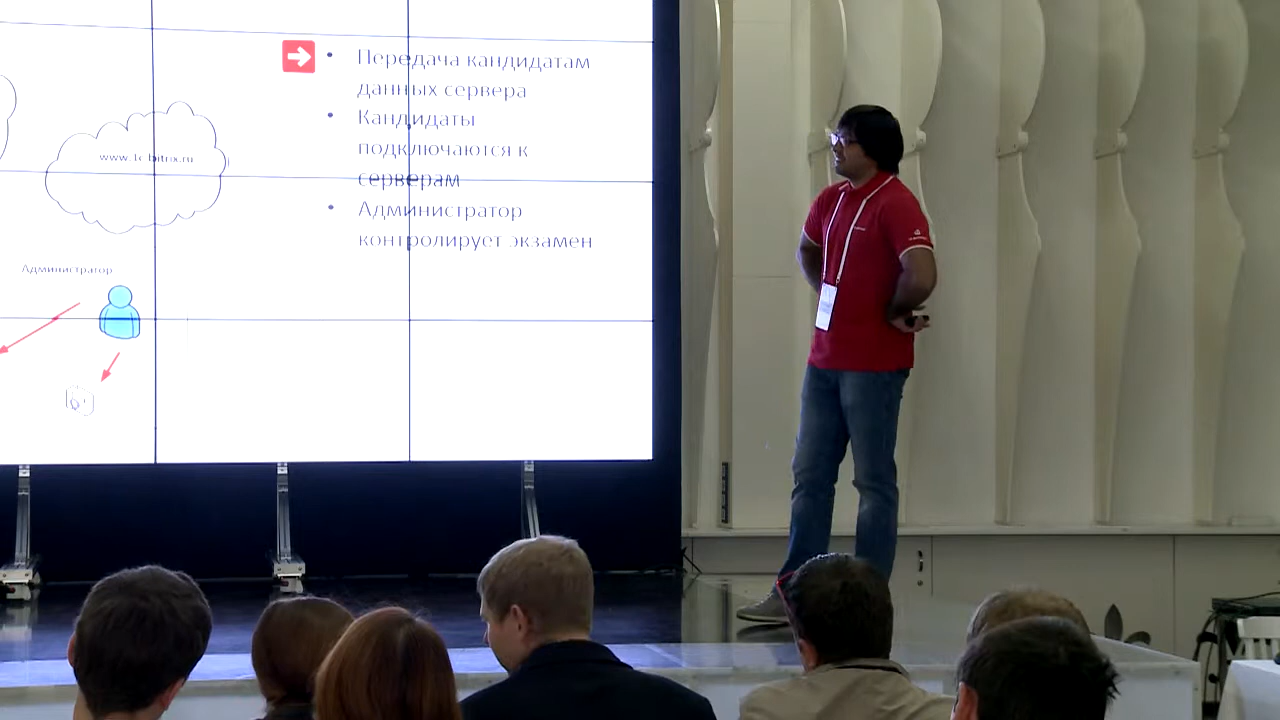 Передача кандидатам
данных сервера
Кандидаты
подключаются к
серверам
Администратор
контролирует экзамен
www.1c-bitrix.ru
Администратор